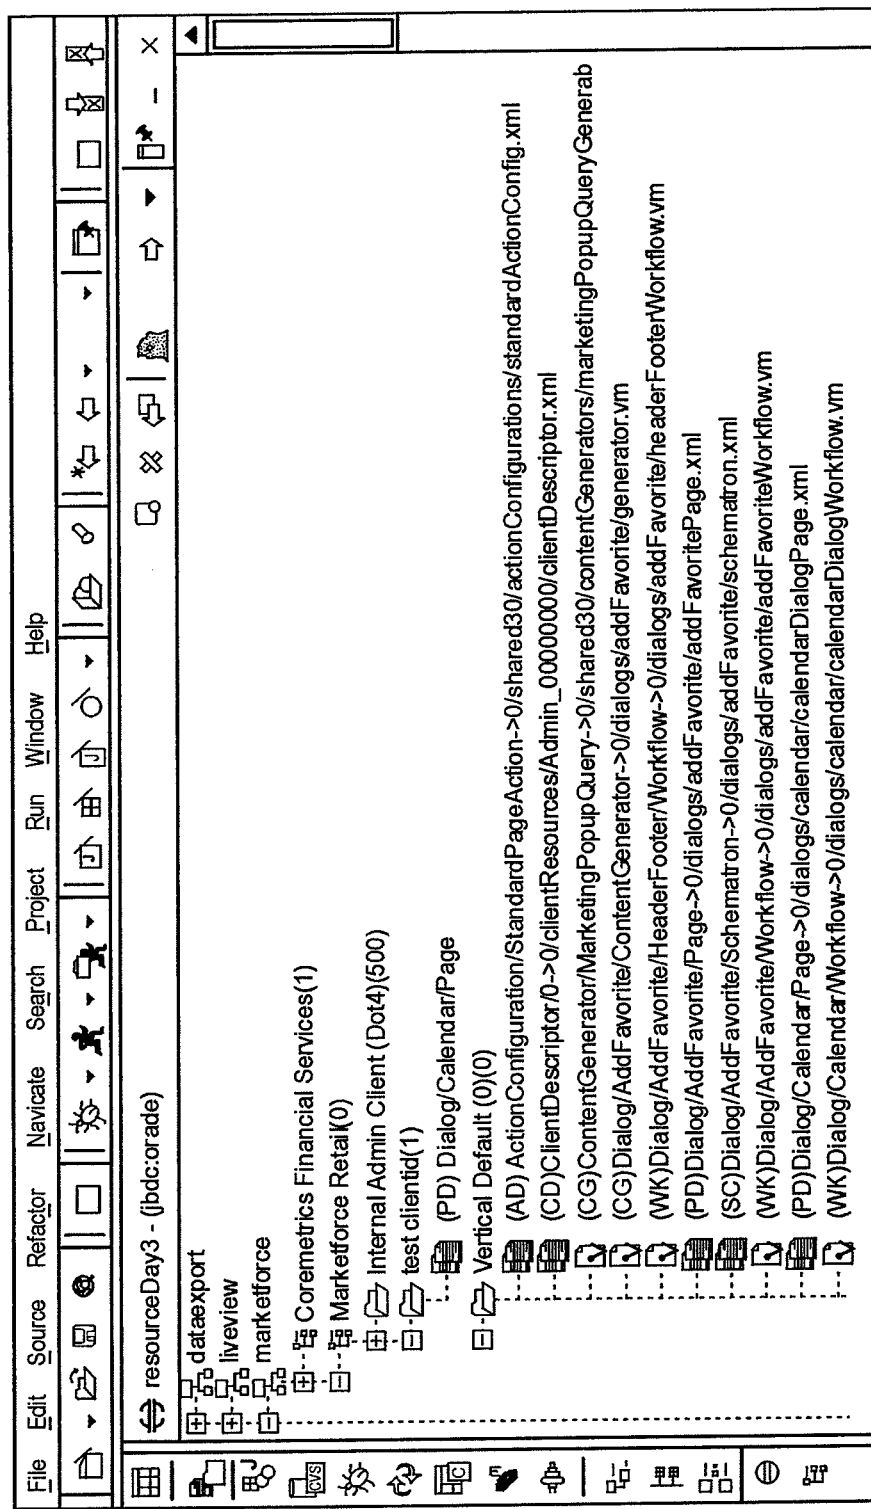 File Edit Source Refactor Navigate Search Project Run Window Help
resourceDay3 - (jbdc:orade)
dataexport
liveview
marketforce
Coremetrics Financial Services(1)
Marketforce Retail(0)
Internal Admin Client (Dot4)(500)
test clientid(1)
(PD) Dialog/Calendar/Page
Vertical Default (0)(0)
(AD) ActionConfiguration/StandardPageAction->0/shared30/actionConfigurations/standardActionConfig.xml
(CD)ClientDescriptor/0->0/clientResources/Admin_00000000/clientDescriptor.xml
(CG)ContentGenerator/MarketingPopupQuery->0/shared30/contentGenerators/marketingPopupQueryGenerab
(CG)Dialog/AddFavorite/ContentGenerator->0/dialogs/addFavorite/generator.vm
(WK)Dialog/AddFavorite/HeaderFooter/Workflow->0/dialogs/addFavorite/headerFooterWorkflow.vm
(PD)Dialog/AddFavorite/Page->0/dialogs/addFavorite/addFavoritePage.xml
(SC)Dialog/AddFavorite/Schematron->0/dialogs/addFavorite/schematron.xml
(WK)Dialog/AddFavorite/Workflow->0/dialogs/addFavorite/addFavoriteWorkflow.vm
(PD)Dialog/Calendar/Page->0/dialogs/calendar/calendarDialogPage.xml
(WK)Dialog/Calendar/Workflow->0/dialogs/calendar/calendarDialogWorkflow.vm
CVS